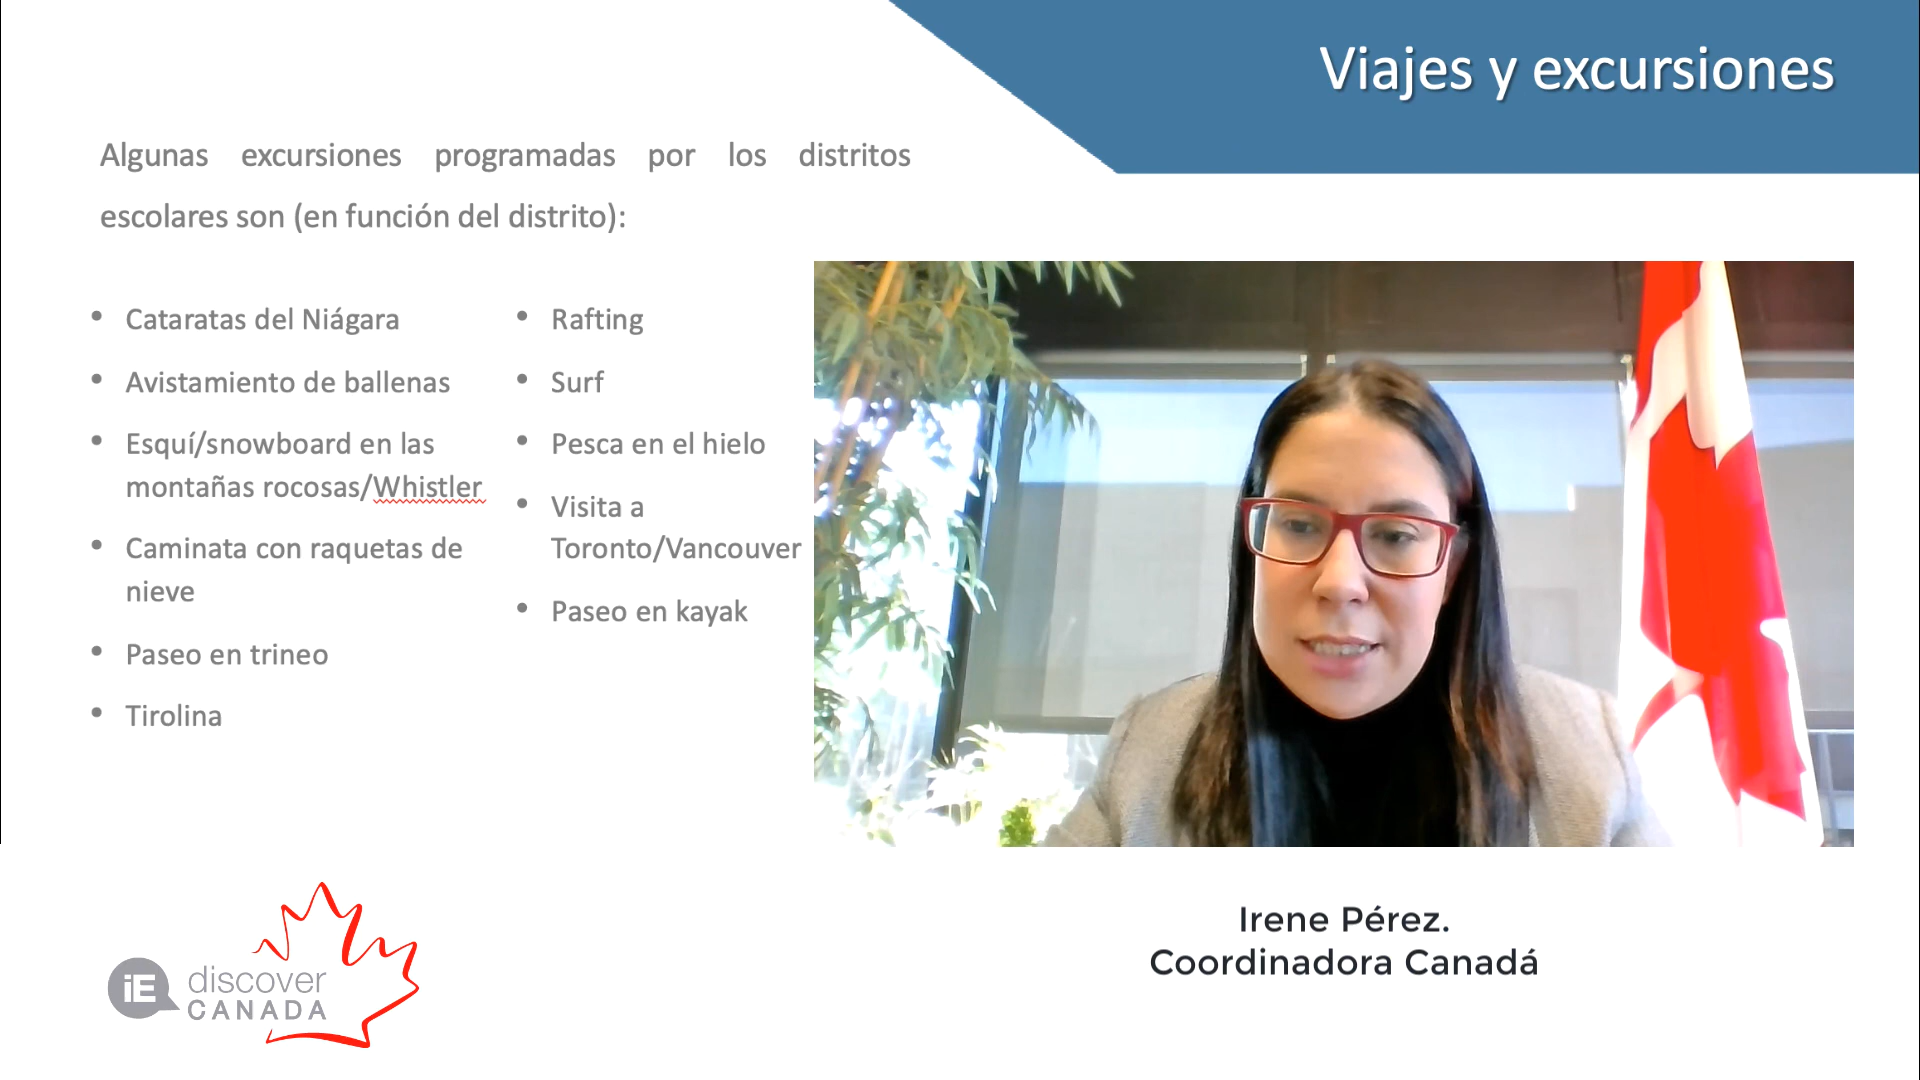 Viajes y excursiones
Algunas excursiones programadas por los distritos
escolares son (en función del distrito):
• Cataratas del Niágara
• Avistamiento de ballenas
• Esquí/snowboard en las
montañas rocosas/Whistler
• Caminata con raquetas de
nieve
• Paseo en trineo
• Tirolina
• Rafting
• Surf
• Pesca en el hielo
• Visita a
Toronto/Vancouver
• Paseo en kayak
Irene Pérez.
Coordinadora Canadá
iE
discover
CANADA